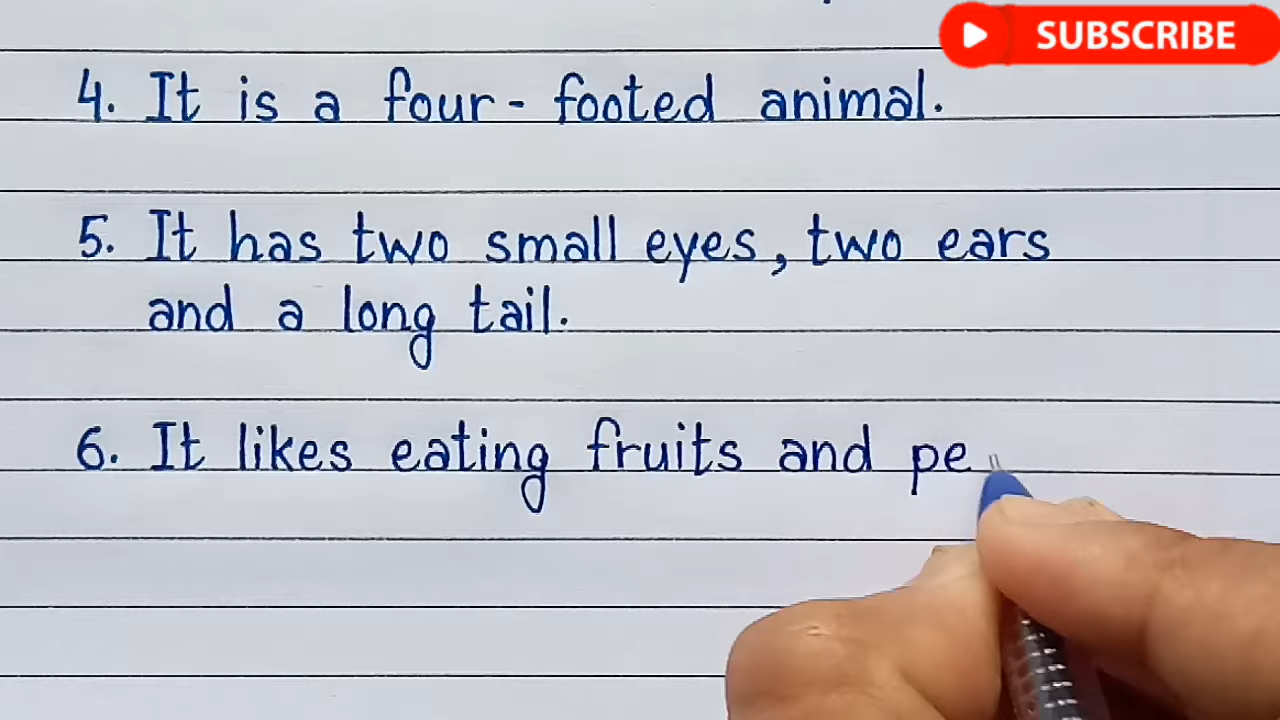 SUBSCRIBE
4. It is a four-footed animal.
5. It has two small eyes, two ears
and a long tail.
6. It likes eating fruits and pe